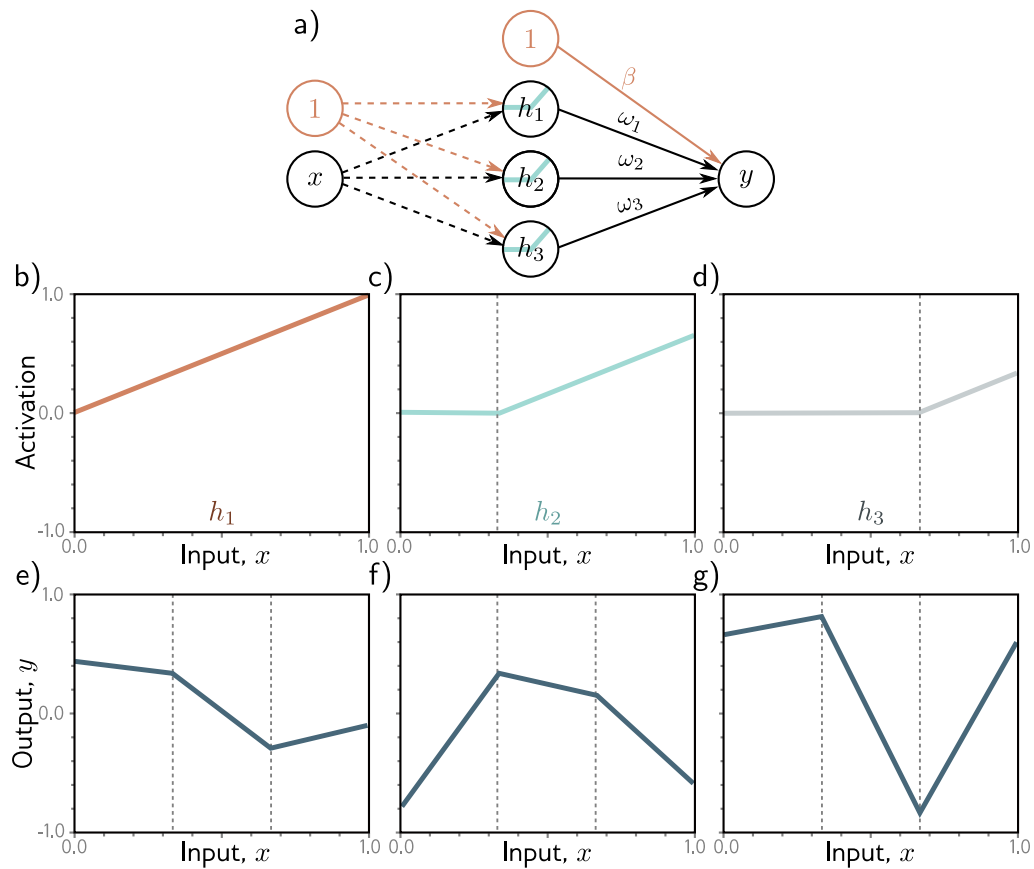 a)
1
β
1
h₁
ω₁
x
h₂
ω₂
y
h₃
ω₃
b)
c)
d)
1.0
0.0
-1.0
Activation
h₁
h₂
h₃
0.0
1.0
0.0
1.0
0.0
1.0
Input, x
Input, x
Input, x
e)
f)
g)
1.0
0.0
-1.0
Output, y
0.0
1.0
0.0
1.0
0.0
1.0
Input, x
Input, x
Input, x